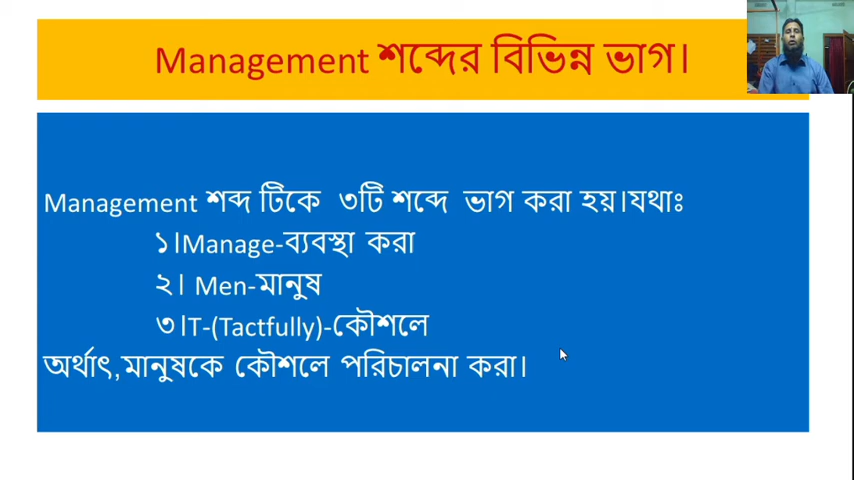 Management শব্দের বিভিন্ন ভাগ।
Management শব্দ টিকে ৩টি শব্দে ভাগ করা হয়।যথাঃ
১।Manage-ব্যবস্থা করা
২। Men-মানুষ
৩।T-(Tactfully)-কৌশলে
অর্থাৎ,মানুষকে কৌশলে পরিচালনা করা।